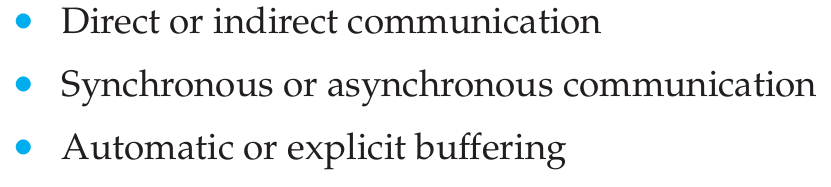 • Direct or indirect communication
• Synchronous or asynchronous communication
• Automatic or explicit buffering